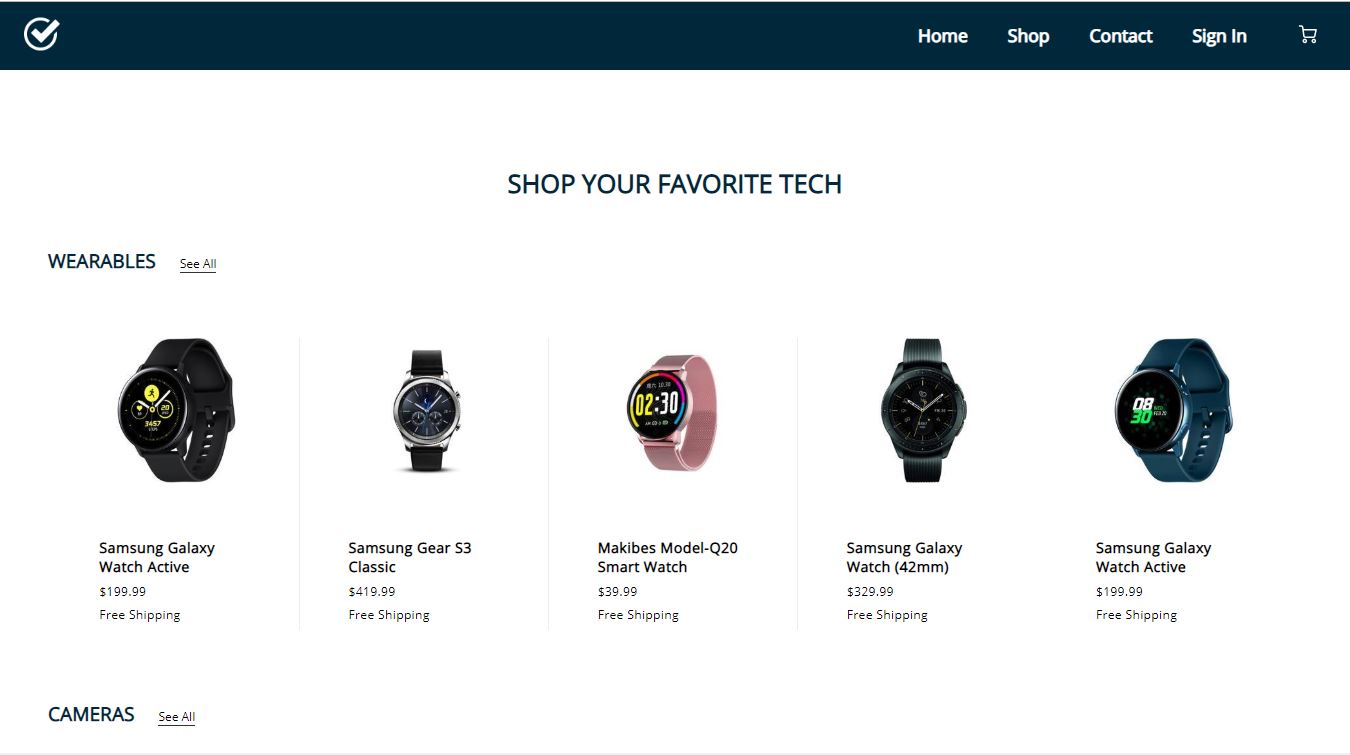 Home Shop Contact Sign In
SHOP YOUR FAVORITE TECH
WEARABLES See All
3457
02:30
08
30
Samsung Galaxy
Watch Active
$199.99
Free Shipping
Samsung Gear S3
Classic
$419.99
Free Shipping
Makibes Model-Q20
Smart Watch
$39.99
Free Shipping
Samsung Galaxy
Watch (42mm)
$329.99
Free Shipping
Samsung Galaxy
Watch Active
$199.99
Free Shipping
CAMERAS See All